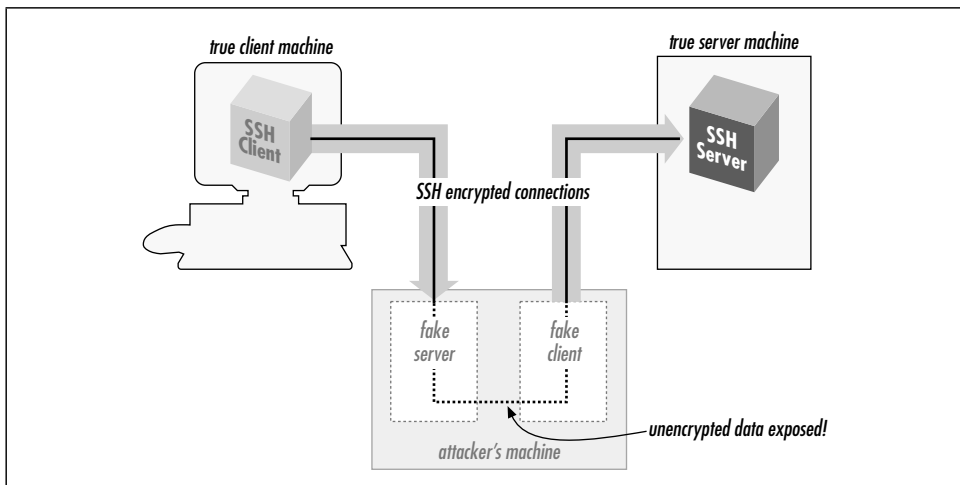 true client machine
true server machine
SSH
Client
SSH
Server
SSH encrypted connections
fake
server
fake
client
unencrypted data exposed!
attacker's machine